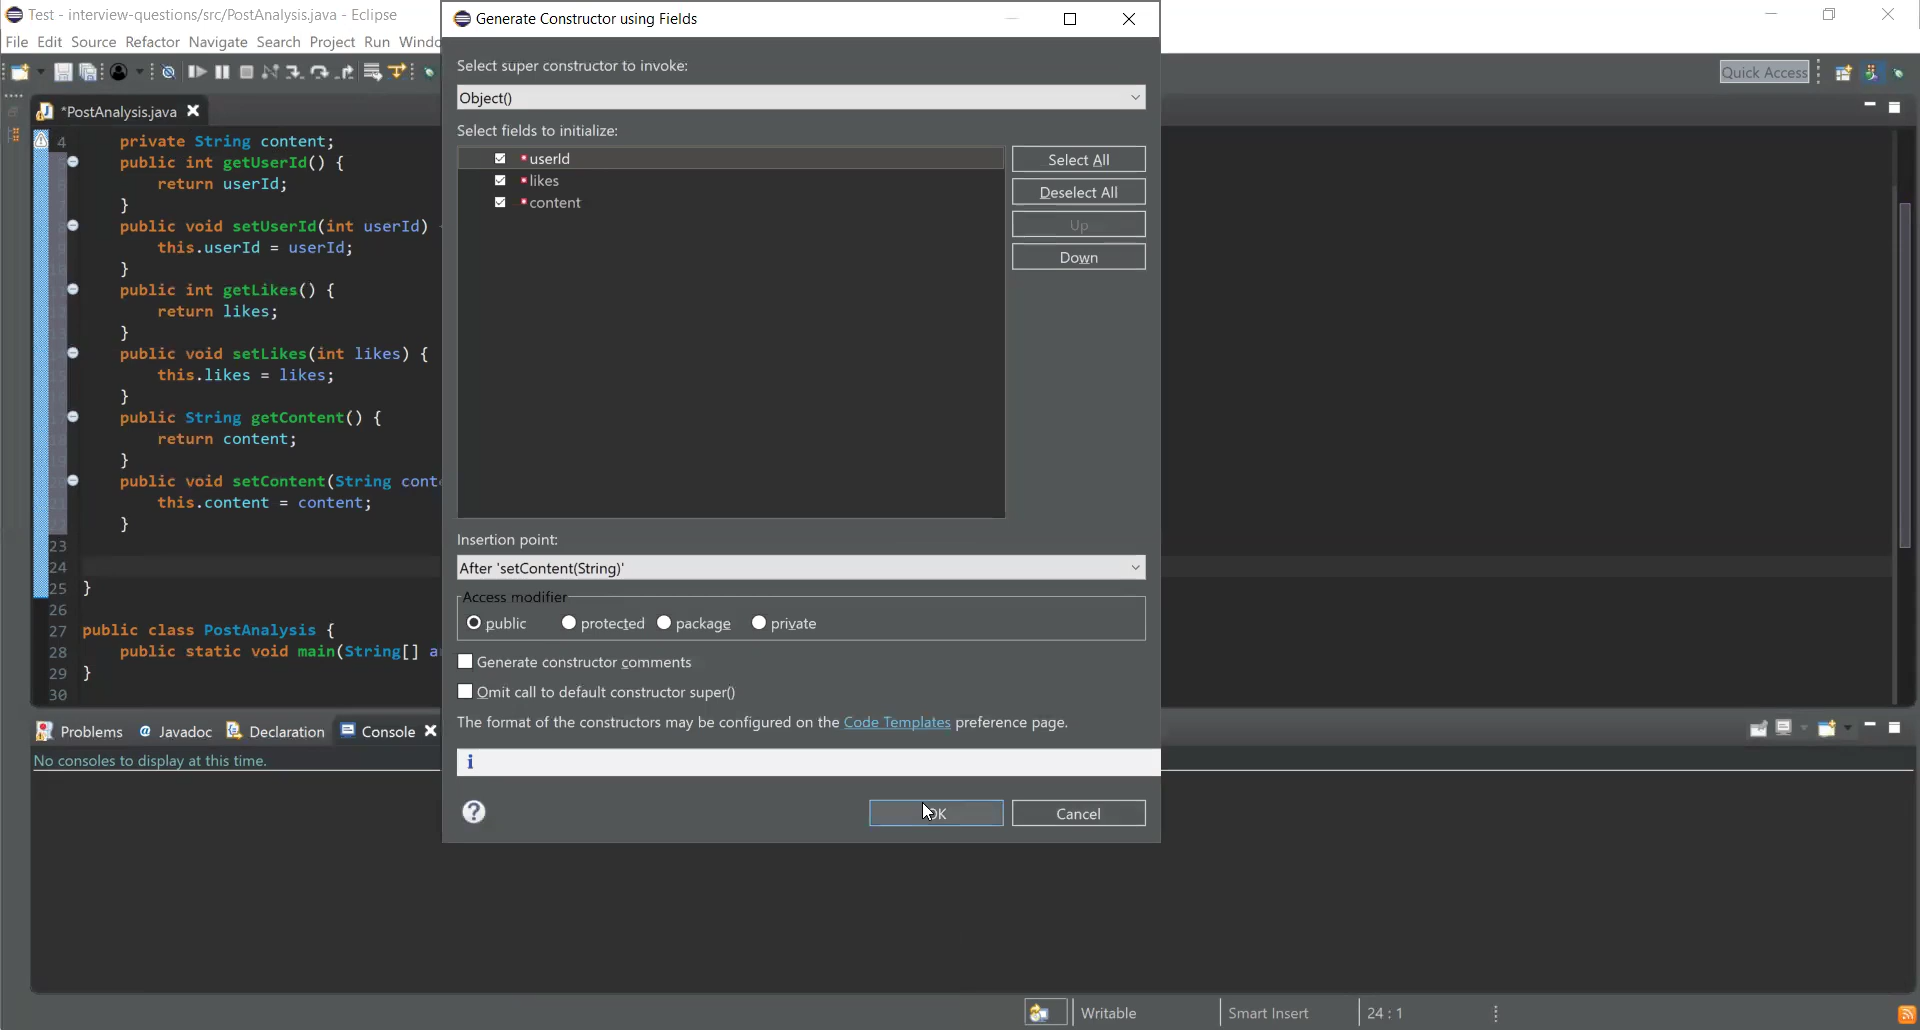 Test - interview-questions/src/PostAnalysis.java - Eclipse
File Edit Source Refactor Navigate Search Project Run Windo
Quick Access
*PostAnalysis.java
4 private String content;
public int getUserId() {
return userId;
}
public void setUserId(int userId)
this.userId = userId;
}
public int getLikes() {
return likes;
}
public void setLikes(int likes) {
this.likes = likes;
}
public String getContent() {
return content;
}
public void setContent(String cont
this.content = content;
}
23
24
25 }
26
27 public class PostAnalysis {
28 public static void main(String[] a
29 }
30
Problems
@ Javadoc
Declaration
Console
No consoles to display at this time.
Generate Constructor using Fields
Select super constructor to invoke:
Object()
Select fields to initialize:
userId
likes
content
Select All
Deselect All
Up
Down
Insertion point:
After 'setContent(String)'
Access modifier
public protected package private
Generate constructor comments
Omit call to default constructor super()
The format of the constructors may be configured on the Code Templates preference page.
i
?
OK
Cancel
Writable
Smart Insert
24 : 1